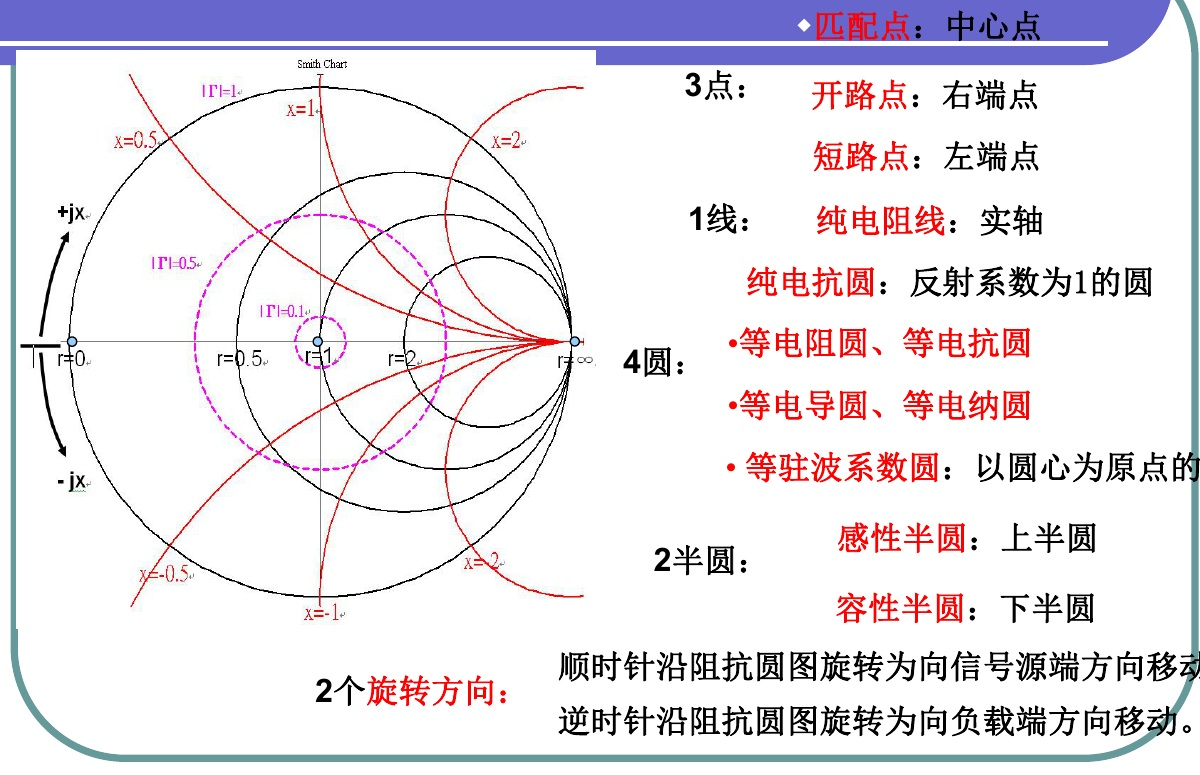 匹配点：中心点
Smith Chart
|Γ|=1
x=1
x=0.5
x=2
3点：
开路点：右端点
短路点：左端点
+jx
1线：
纯电阻线：实轴
|Γ|=0.5
纯电抗圆：反射系数为1的圆
|Γ|=0.1
•等电阻圆、等电抗圆
r=0
r=0.5
r=1
r=2
r=∞
4圆：
•等电导圆、等电纳圆
- jx
• 等驻波系数圆：以圆心为原点的
x=-0.5
x=-2
x=-1
2半圆：
感性半圆：上半圆
容性半圆：下半圆
2个旋转方向：
顺时针沿阻抗圆图旋转为向信号源端方向移动
逆时针沿阻抗圆图旋转为向负载端方向移动。